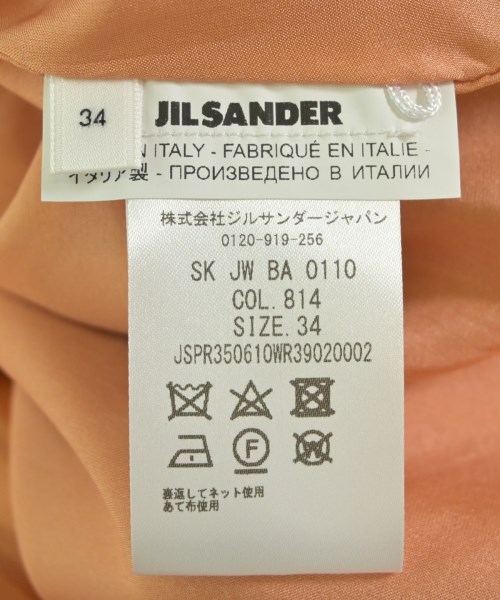 34
JIL SANDER
N ITALY - FABRIQUÉ EN ITALIE -
イタリア製 - ПРОИЗВЕДЕНО В ИТАЛИИ
株式会社ジルサンダージャパン
0120-919-256
SK JW BA 0110
COL. 814
SIZE. 34
JSPR350610WR39020002
F W
裏返してネット使用
あて布使用